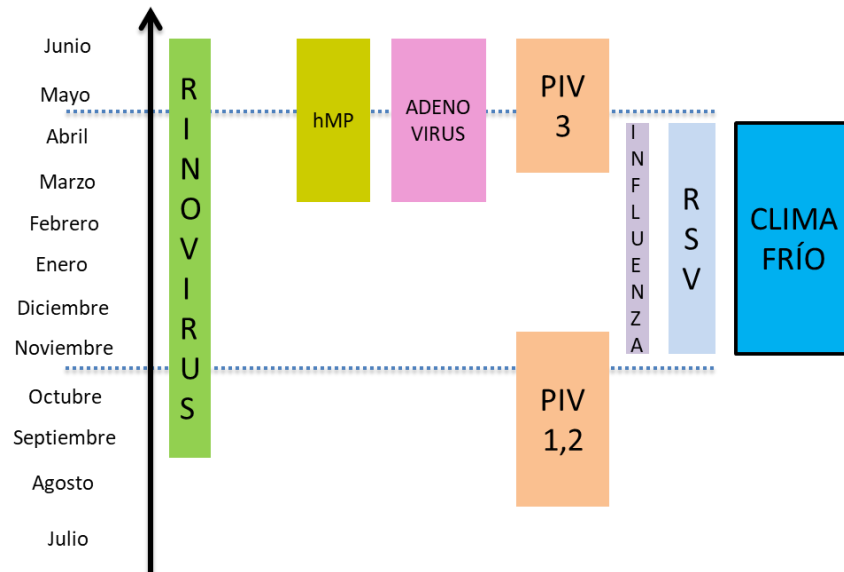 Junio
Mayo
Abril
Marzo
Febrero
Enero
Diciembre
Noviembre
Octubre
Septiembre
Agosto
Julio
RINOVIRUS
hMP
ADENO
VIRUS
PIV
3
PIV
1,2
INFLUENZA
RSV
CLIMA
FRÍO